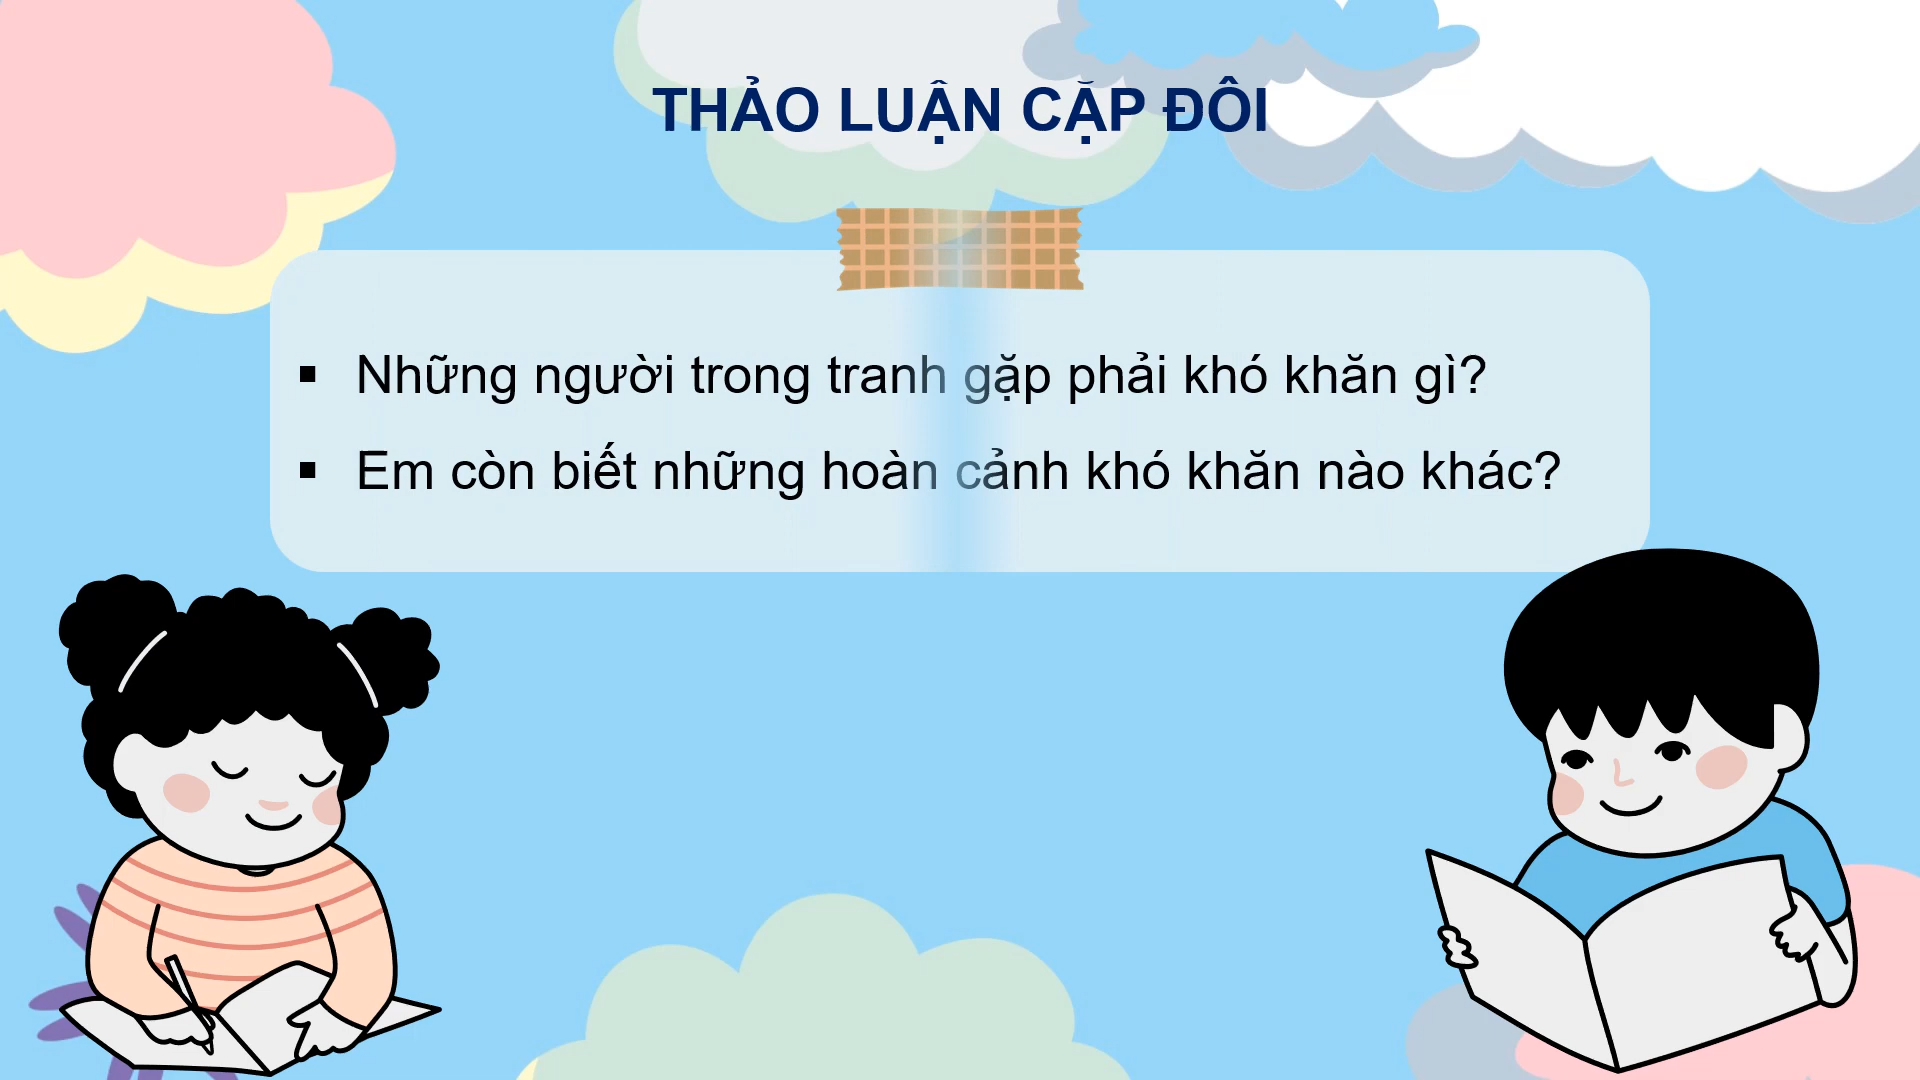 THẢO LUẬN CẶP ĐÔI
▪ Những người trong tranh gặp phải khó khăn gì?
▪ Em còn biết những hoàn cảnh khó khăn nào khác?